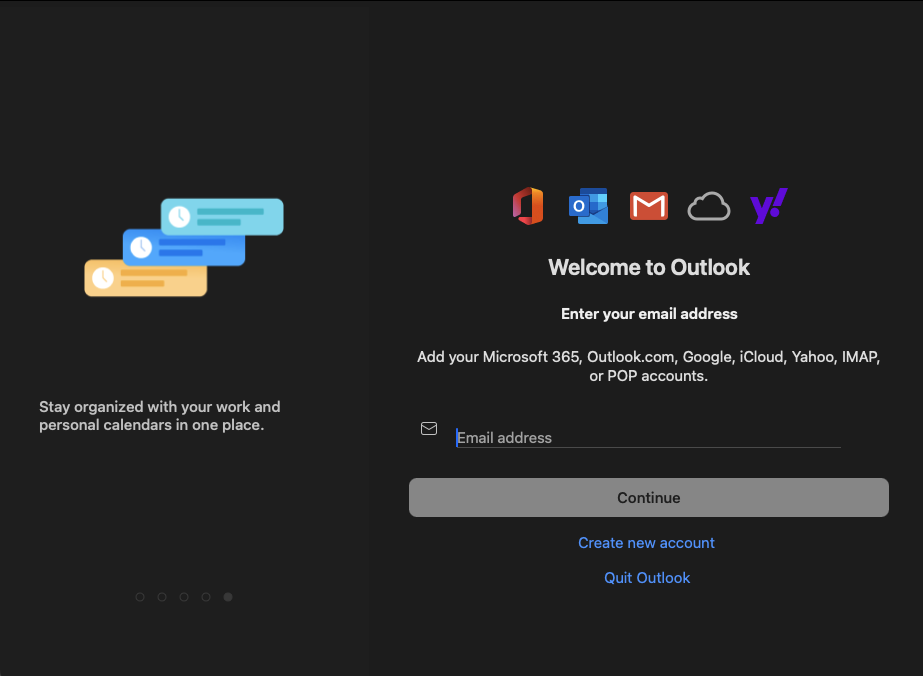 Stay organized with your work and
personal calendars in one place.
Welcome to Outlook
Enter your email address
Add your Microsoft 365, Outlook.com, Google, iCloud, Yahoo, IMAP,
or POP accounts.
Email address
Continue
Create new account
Quit Outlook